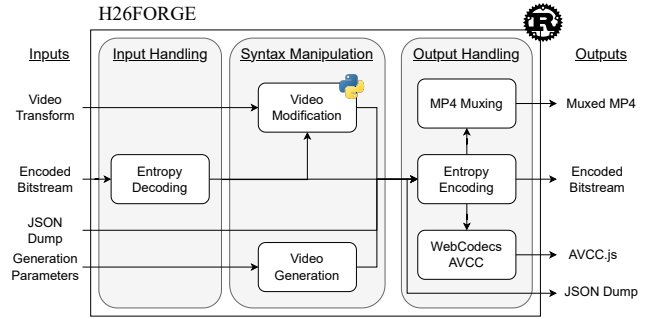 H26FORGE
Inputs
Input Handling
Syntax Manipulation
Output Handling
Outputs
Video
Transform
Video
Modification
MP4 Muxing
Muxed MP4
Encoded
Bitstream
Entropy
Decoding
Entropy
Encoding
Encoded
Bitstream
JSON
Dump
Generation
Parameters
Video
Generation
WebCodecs
AVCC
AVCC.js
JSON Dump
R